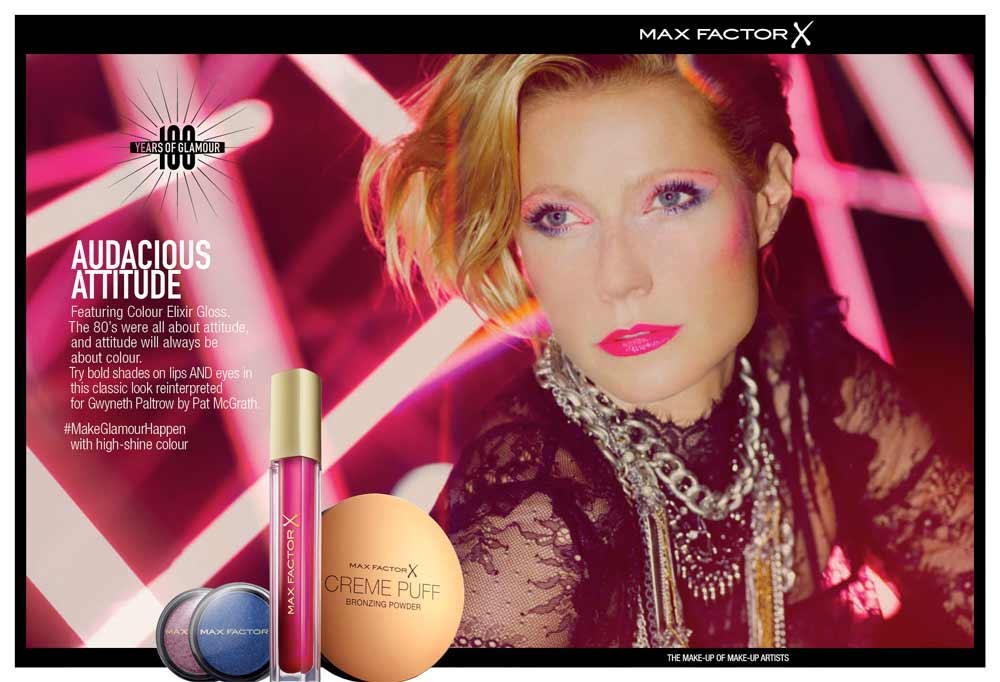 MAX FACTOR X
100
YEARS OF GLAMOUR
AUDACIOUS
ATTITUDE
Featuring Colour Elixir Gloss.
The 80's were all about attitude,
and attitude will always be
about colour.
Try bold shades on lips AND eyes in
this classic look reinterpreted
for Gwyneth Paltrow by Pat McGrath.
#MakeGlamourHappen
with high-shine colour
MAX FACTOR X
MAX FACTOR X
CREME PUFF
BRONZING POWDER
MAX
MAX FACTOR
THE MAKE-UP OF MAKE-UP ARTISTS